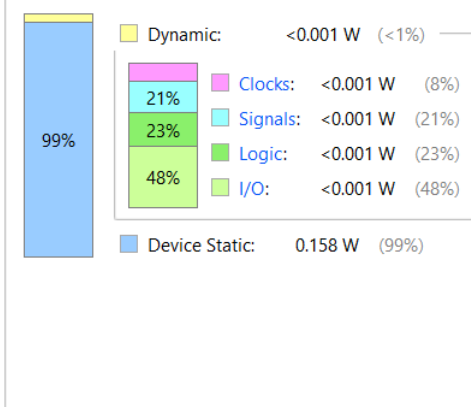 Dynamic: <0.001 W (<1%)
Clocks: <0.001 W (8%)
21% Signals: <0.001 W (21%)
99% 23% Logic: <0.001 W (23%)
48% I/O: <0.001 W (48%)
Device Static: 0.158 W (99%)